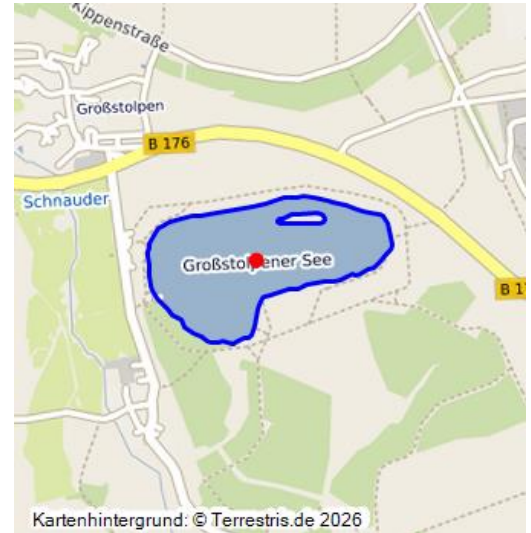 Kippenstraße
Großstolpen
B 176
Schnauder
Großstolpener See
B 17
Kartenhintergrund: © Terrestris.de 2026